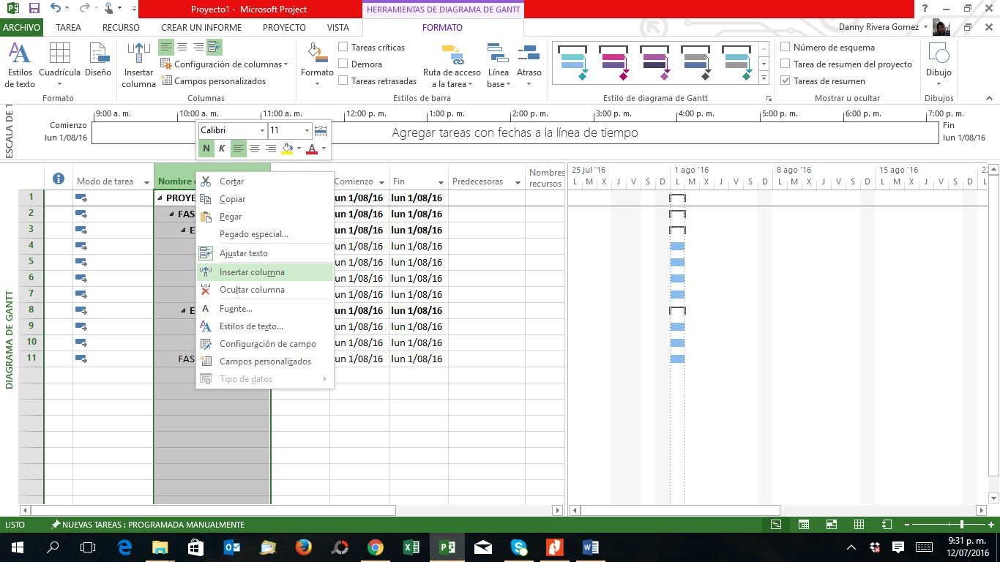 Proyecto1 - Microsoft Project
HERRAMIENTAS DE DIAGRAMA DE GANTT
ARCHIVO TAREA RECURSO CREAR UN INFORME PROYECTO VISTA FORMATO Danny Rivera Gomez
Estilos de texto
Cuadrícula
Diseño
Formato
Insertar columna
Configuración de columnas
Campos personalizados
Columnas
Formato
Tareas críticas
Demora
Tareas retrasadas
Ruta de acceso a la tarea
Línea base
Atraso
Estilos de barra
Estilo de diagrama de Gantt
Número de esquema
Tarea de resumen del proyecto
Tareas de resumen
Mostrar u ocultar
Dibujo
Dibujos
ESCALA DE T
Comienzo
lun 1/08/16
9:00 a. m. 10:00 a. m. 11:00 a. m. 12:00 p. m. 1:00 p. m. 2:00 p. m. 3:00 p. m. 4:00 p. m. 5:00 p. m. 6:00 p. m. 7:00 p. m.
Agregar tareas con fechas a la línea de tiempo
Fin
lun 1/08/16
Calibri 11
N K A
DIAGRAMA DE GANTT
Modo de tarea Nombre Comienzo Fin Predecesoras Nombres recursos
25 jul '16 1 ago '16 8 ago '16 15 ago '16 22
L M X J V S D L M X J V S D L M X J V S D L M X J V S D L
1 PROYE lun 1/08/16 lun 1/08/16
2 FAS lun 1/08/16 lun 1/08/16
3 E lun 1/08/16 lun 1/08/16
4 lun 1/08/16 lun 1/08/16
5 lun 1/08/16 lun 1/08/16
6 lun 1/08/16 lun 1/08/16
7 lun 1/08/16 lun 1/08/16
8 E lun 1/08/16 lun 1/08/16
9 lun 1/08/16 lun 1/08/16
10 lun 1/08/16 lun 1/08/16
11 FAS lun 1/08/16 lun 1/08/16
Cortar
Copiar
Pegar
Pegado especial...
Ajustar texto
Insertar columna
Ocultar columna
Fuente...
Estilos de texto...
Configuración de campo
Campos personalizados
Tipo de datos
LISTO NUEVAS TAREAS : PROGRAMADA MANUALMENTE
9:31 p. m.
12/07/2016